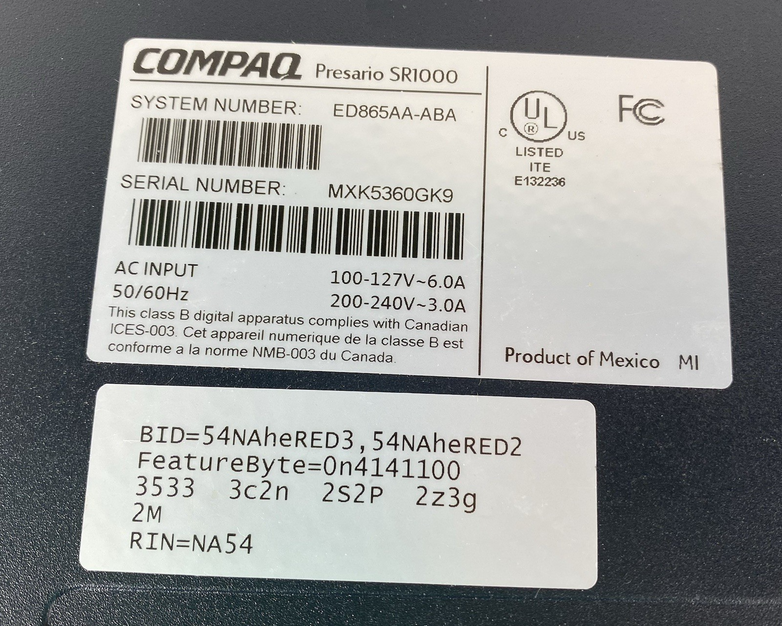 COMPAQ Presario SR1000
SYSTEM NUMBER: ED865AA-ABA
SERIAL NUMBER: MXK5360GK9
AC INPUT 100-127V~6.0A
50/60Hz 200-240V~3.0A
This class B digital apparatus complies with Canadian
ICES-003. Cet appareil numerique de la classe B est
conforme a la norme NMB-003 du Canada.
C UL ® US
LISTED
ITE
E132236
FC
Product of Mexico MI
BID=54NAheRED3,54NAheRED2
FeatureByte=0n4141100
3533 3c2n 2S2P 2z3g
2M
RIN=NA54